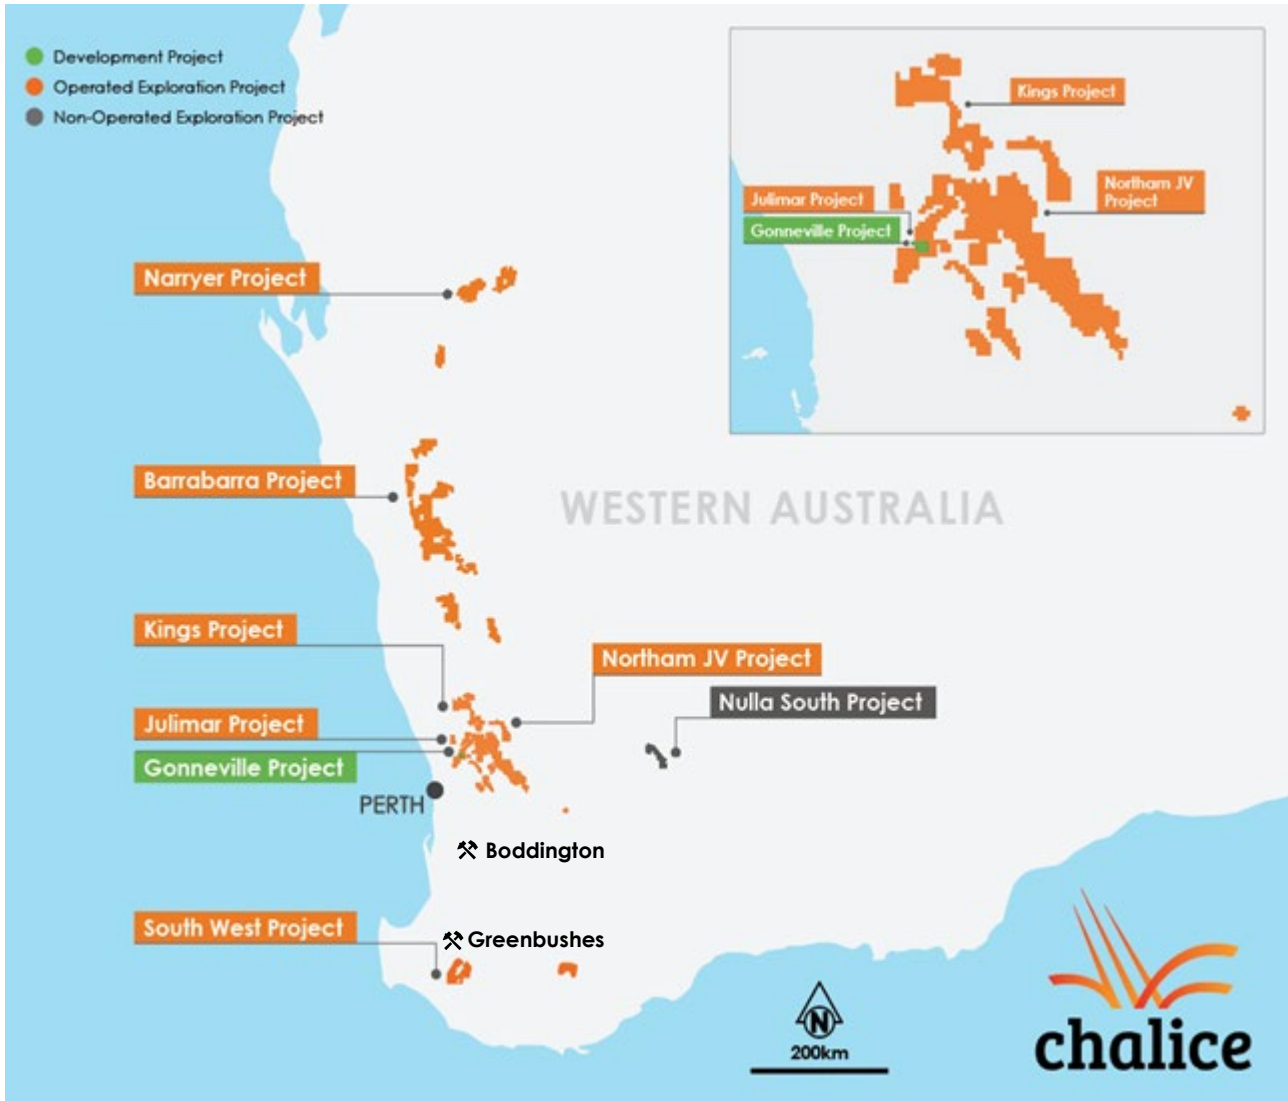 Development Project
Operated Exploration Project
Non-Operated Exploration Project
Kings Project
Northam JV
Project
Julimar Project
Gonneville Project
Narryer Project
Barrabarra Project
WESTERN AUSTRALIA
Kings Project
Northam JV Project
Nulla South Project
Julimar Project
Gonneville Project
PERTH
Boddington
South West Project
Greenbushes
N
200km
chalice